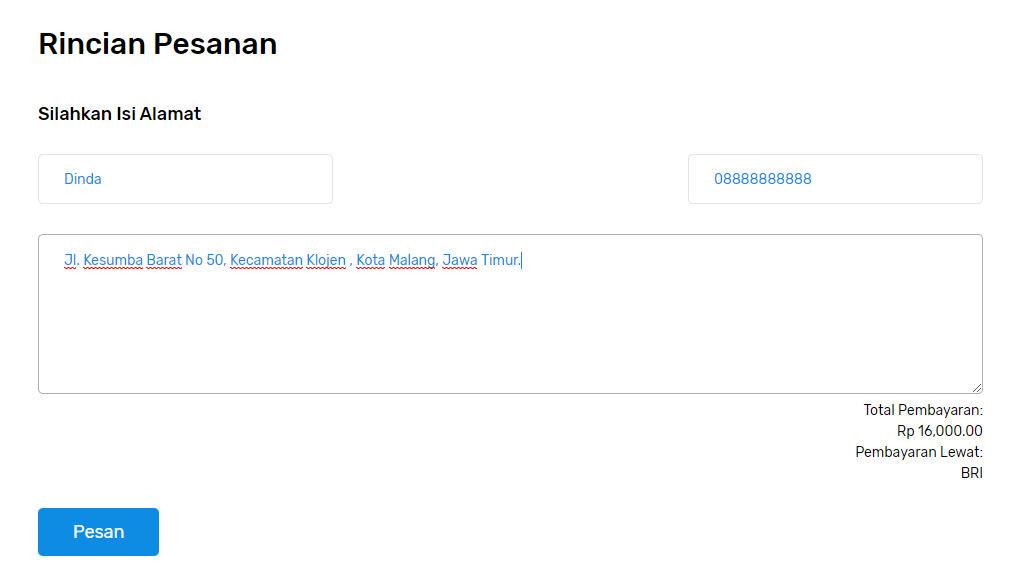 Rincian Pesanan
Silahkan Isi Alamat
Dinda
08888888888
Jl. Kesumba Barat No 50, Kecamatan Klojen , Kota Malang, Jawa Timur.
Total Pembayaran:
Rp 16,000.00
Pembayaran Lewat:
BRI
Pesan